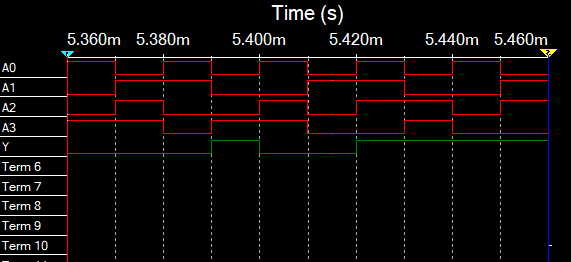 Time (s)
5.360m 5.380m 5.400m 5.420m 5.440m 5.460m
A0
A1
A2
A3
Y
Term 6
Term 7
Term 8
Term 9
Term 10